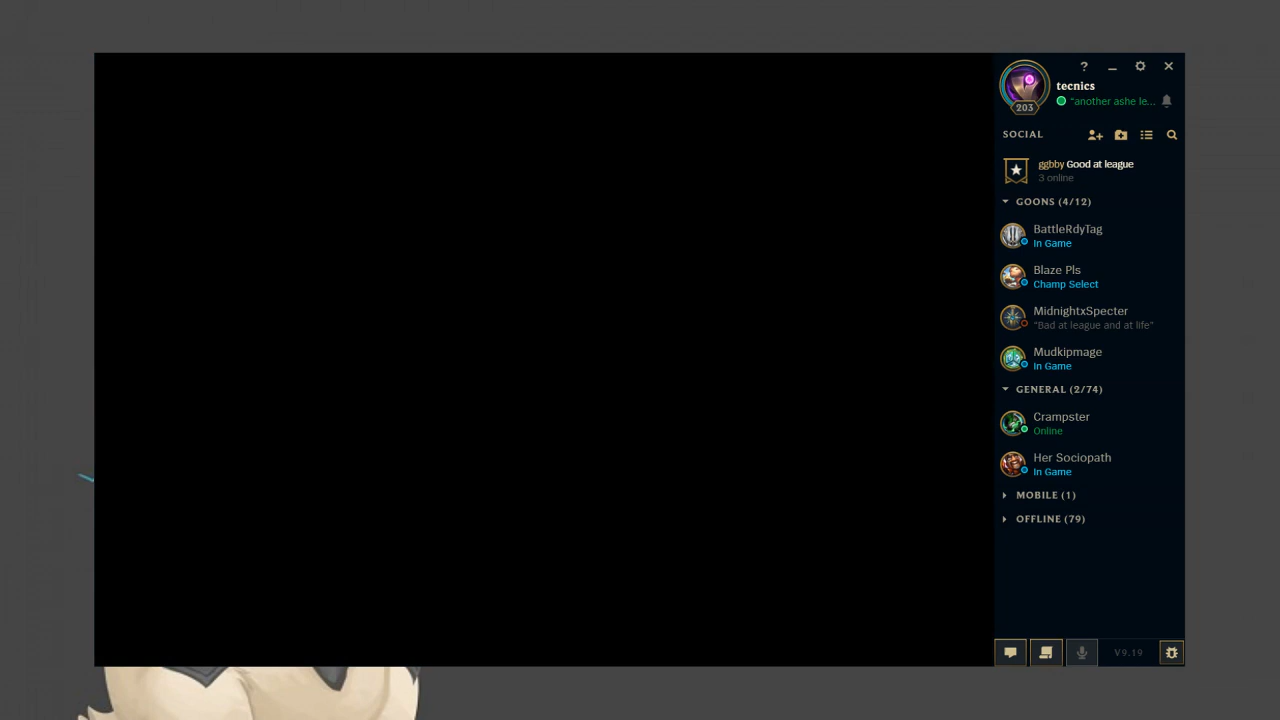 ?
tecnics
203
"another ashe le...
SOCIAL
ggbby Good at league
3 online
GOONS (4/12)
BattleRdyTag
In Game
Blaze Pls
Champ Select
MidnightxSpecter
"Bad at league and at life"
Mudkipmage
In Game
GENERAL (2/74)
Crampster
Online
Her Sociopath
In Game
MOBILE (1)
OFFLINE (79)
V9.19